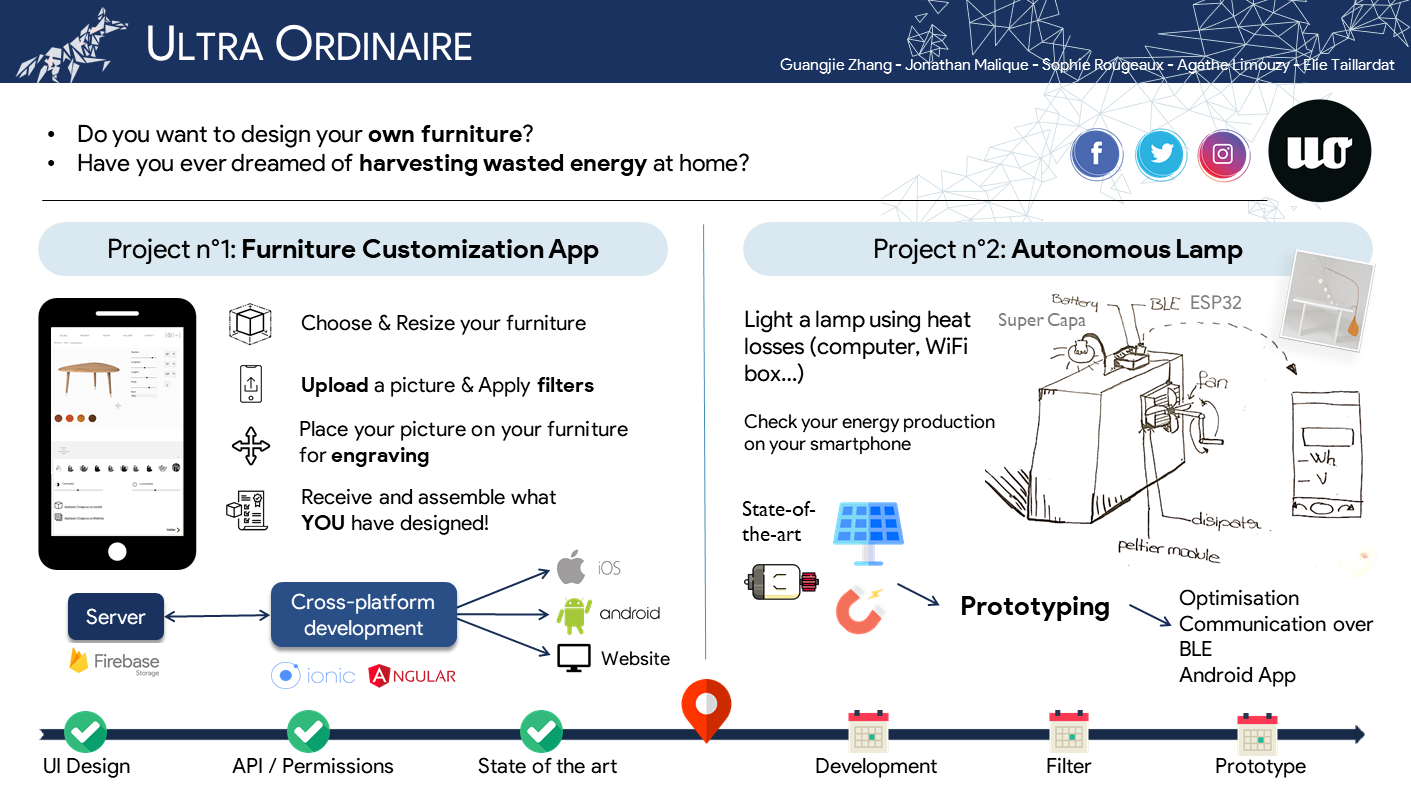 ULTRA ORDINAIRE
Guangjie Zhang - Jonathan Malique - Sophie Rougeaux - Agathe Limouzy - Elie Taillardat
• Do you want to design your own furniture?
• Have you ever dreamed of harvesting wasted energy at home?
uo
Project n°1: Furniture Customization App
Choose & Resize your furniture
Upload a picture & Apply filters
Place your picture on your furniture
for engraving
Receive and assemble what
YOU have designed!
Server
Firebase
Storage
Cross-platform
development
ionic
ANGULAR
iOS
android
Website
Project n°2: Autonomous Lamp
Light a lamp using heat
losses (computer, WiFi
box...)
Check your energy production
on your smartphone
Battery
BLE
ESP32
Super Capa
fan
Wh
V
disipator
peltier module
State-of-
the-art
Prototyping
Optimisation
Communication over
BLE
Android App
UI Design
API / Permissions
State of the art
Development
Filter
Prototype